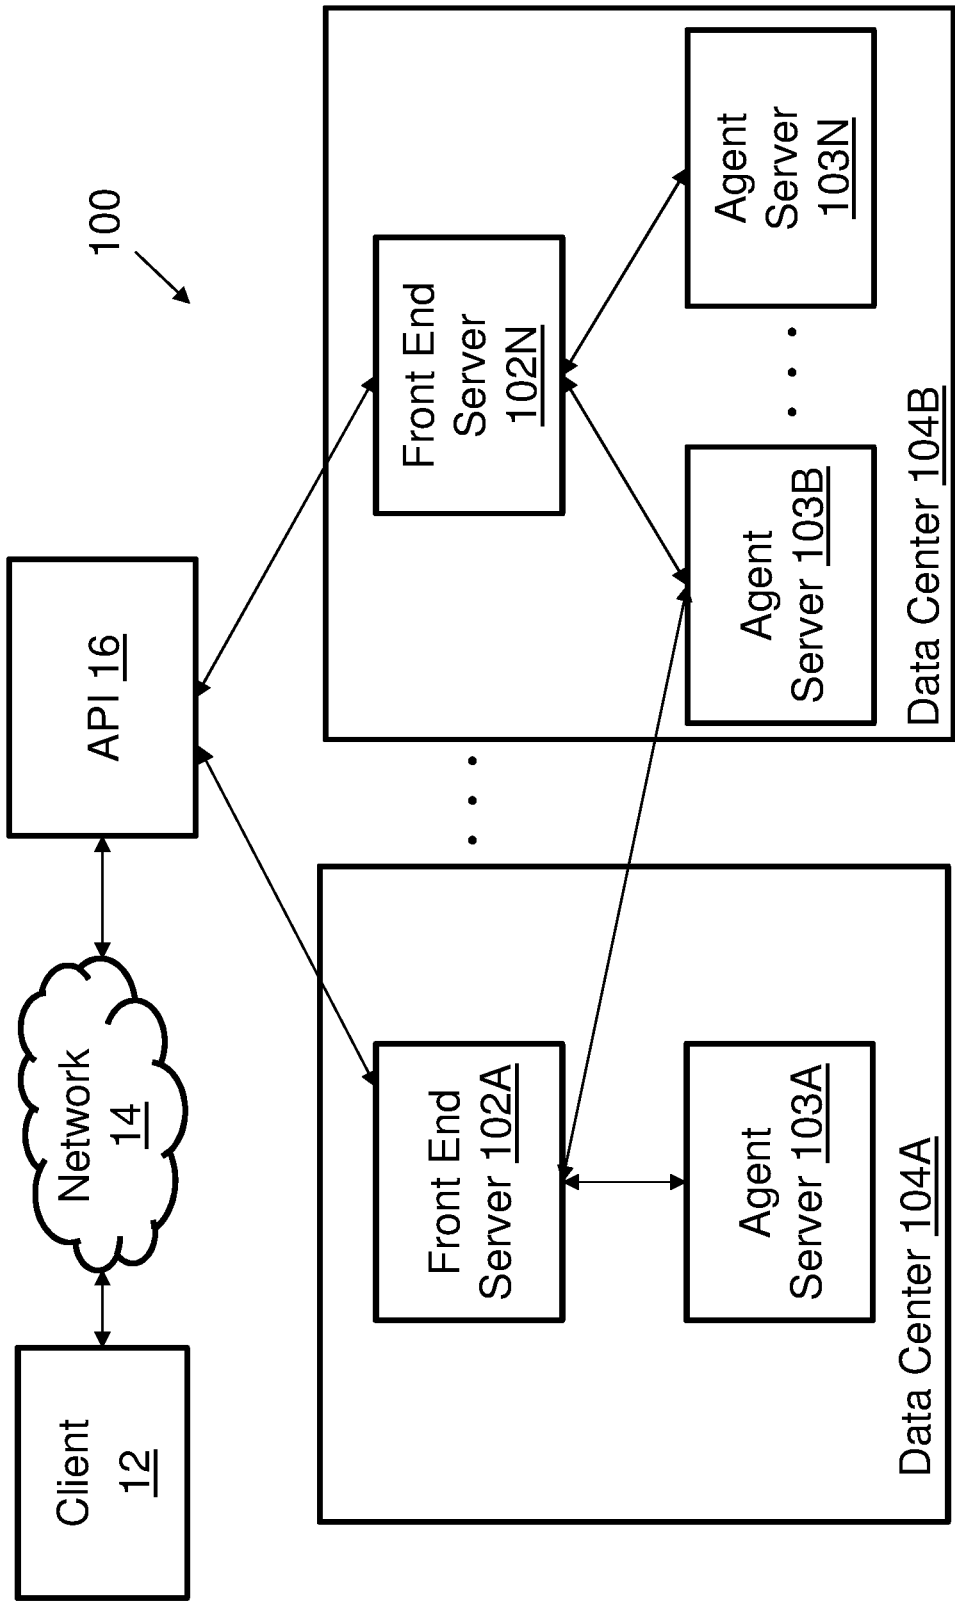 100
Client
12
Network
14
API 16
Front End
Server 102A
Agent
Server 103A
Data Center 104A
Front End
Server
102N
Agent
Server 103B
Agent
Server
103N
Data Center 104B